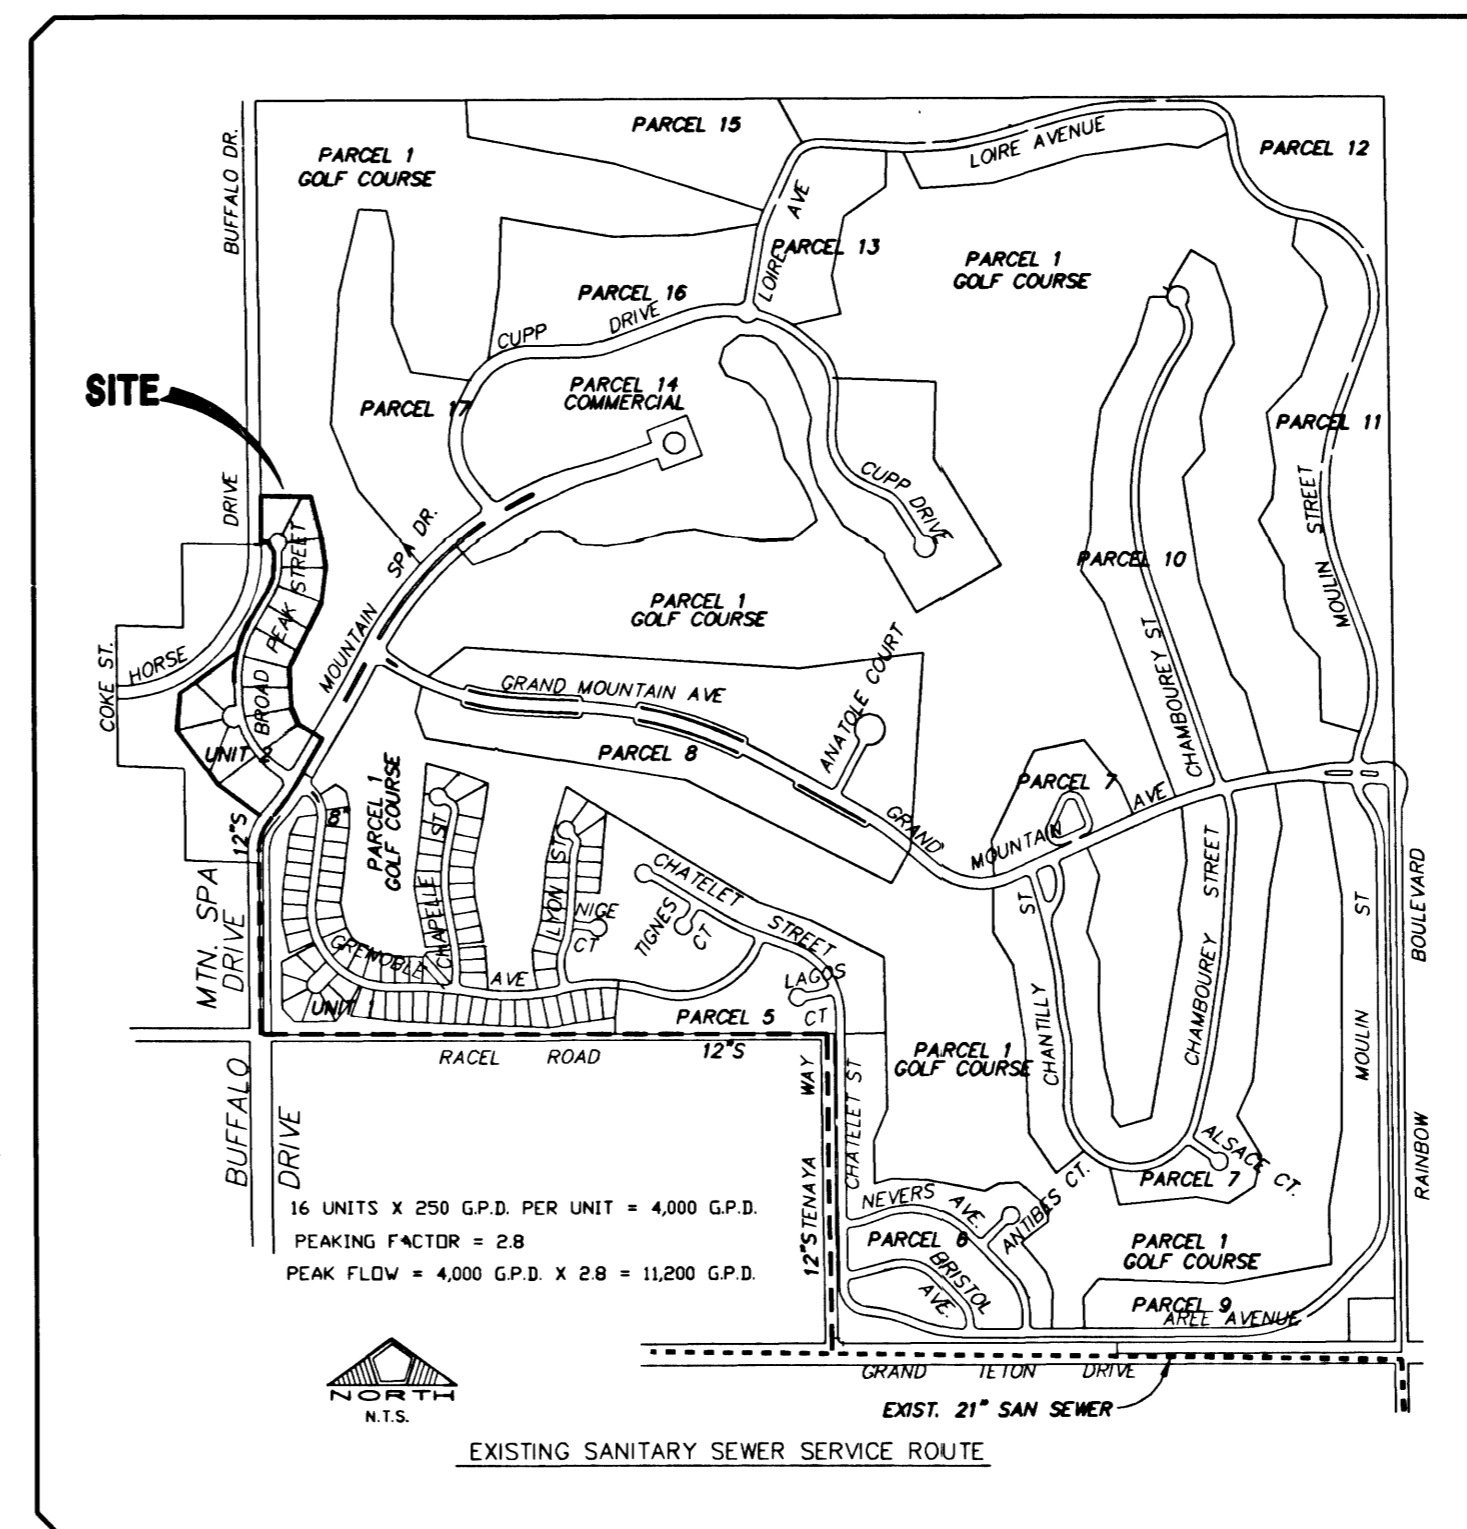 PARCEL 15
LOIRE AVENUE
PARCEL 12
PARCEL 1
GOLF COURSE
BUFFALO DR.
LOIRE AVE
PARCEL 13
PARCEL 1
GOLF COURSE
PARCEL 16
CUPP DRIVE
SITE
PARCEL 14
COMMERCIAL
PARCEL 17
PARCEL 11
CUPP DRIVE
HORSE DRIVE
MOULIN STREET
MOUNTAIN SPA DR.
BROAD PEAK STREET
PARCEL 10
PARCEL 1
GOLF COURSE
COKE ST.
CHAMBOUREY ST
ANATOLE COURT
GRAND MOUNTAIN AVE
PARCEL 8
UNIT 2
PARCEL 7
GRAND MOUNTAIN AVE
12"S
8"
PARCEL 1
GOLF COURSE
CHAPELLE ST
LYON ST
CHATELET STREET
NIGE CT
TIGNES CT
LAGOS CT
GRENOBLE AVE
UNIT 1
MTN. SPA DRIVE
PARCEL 5
CHANTILLY ST
CHAMBOUREY STREET
MOULIN ST
RAINBOW BOULEVARD
RACEL ROAD
12"S
PARCEL 1
GOLF COURSE
BUFFALO DRIVE
12"S
TENAYA WAY
CHATELET ST
ALSACE CT.
PARCEL 7
NEVERS AVE.
ANTIBES CT.
PARCEL 6
BRISTOL AVE.
PARCEL 1
GOLF COURSE
PARCEL 9
AREE AVENUE
16 UNITS X 250 G.P.D. PER UNIT = 4,000 G.P.D.
PEAKING FACTOR = 2.8
PEAK FLOW = 4,000 G.P.D. X 2.8 = 11,200 G.P.D.
GRAND TETON DRIVE
EXIST. 21" SAN SEWER
NORTH
N.T.S.
EXISTING SANITARY SEWER SERVICE ROUTE